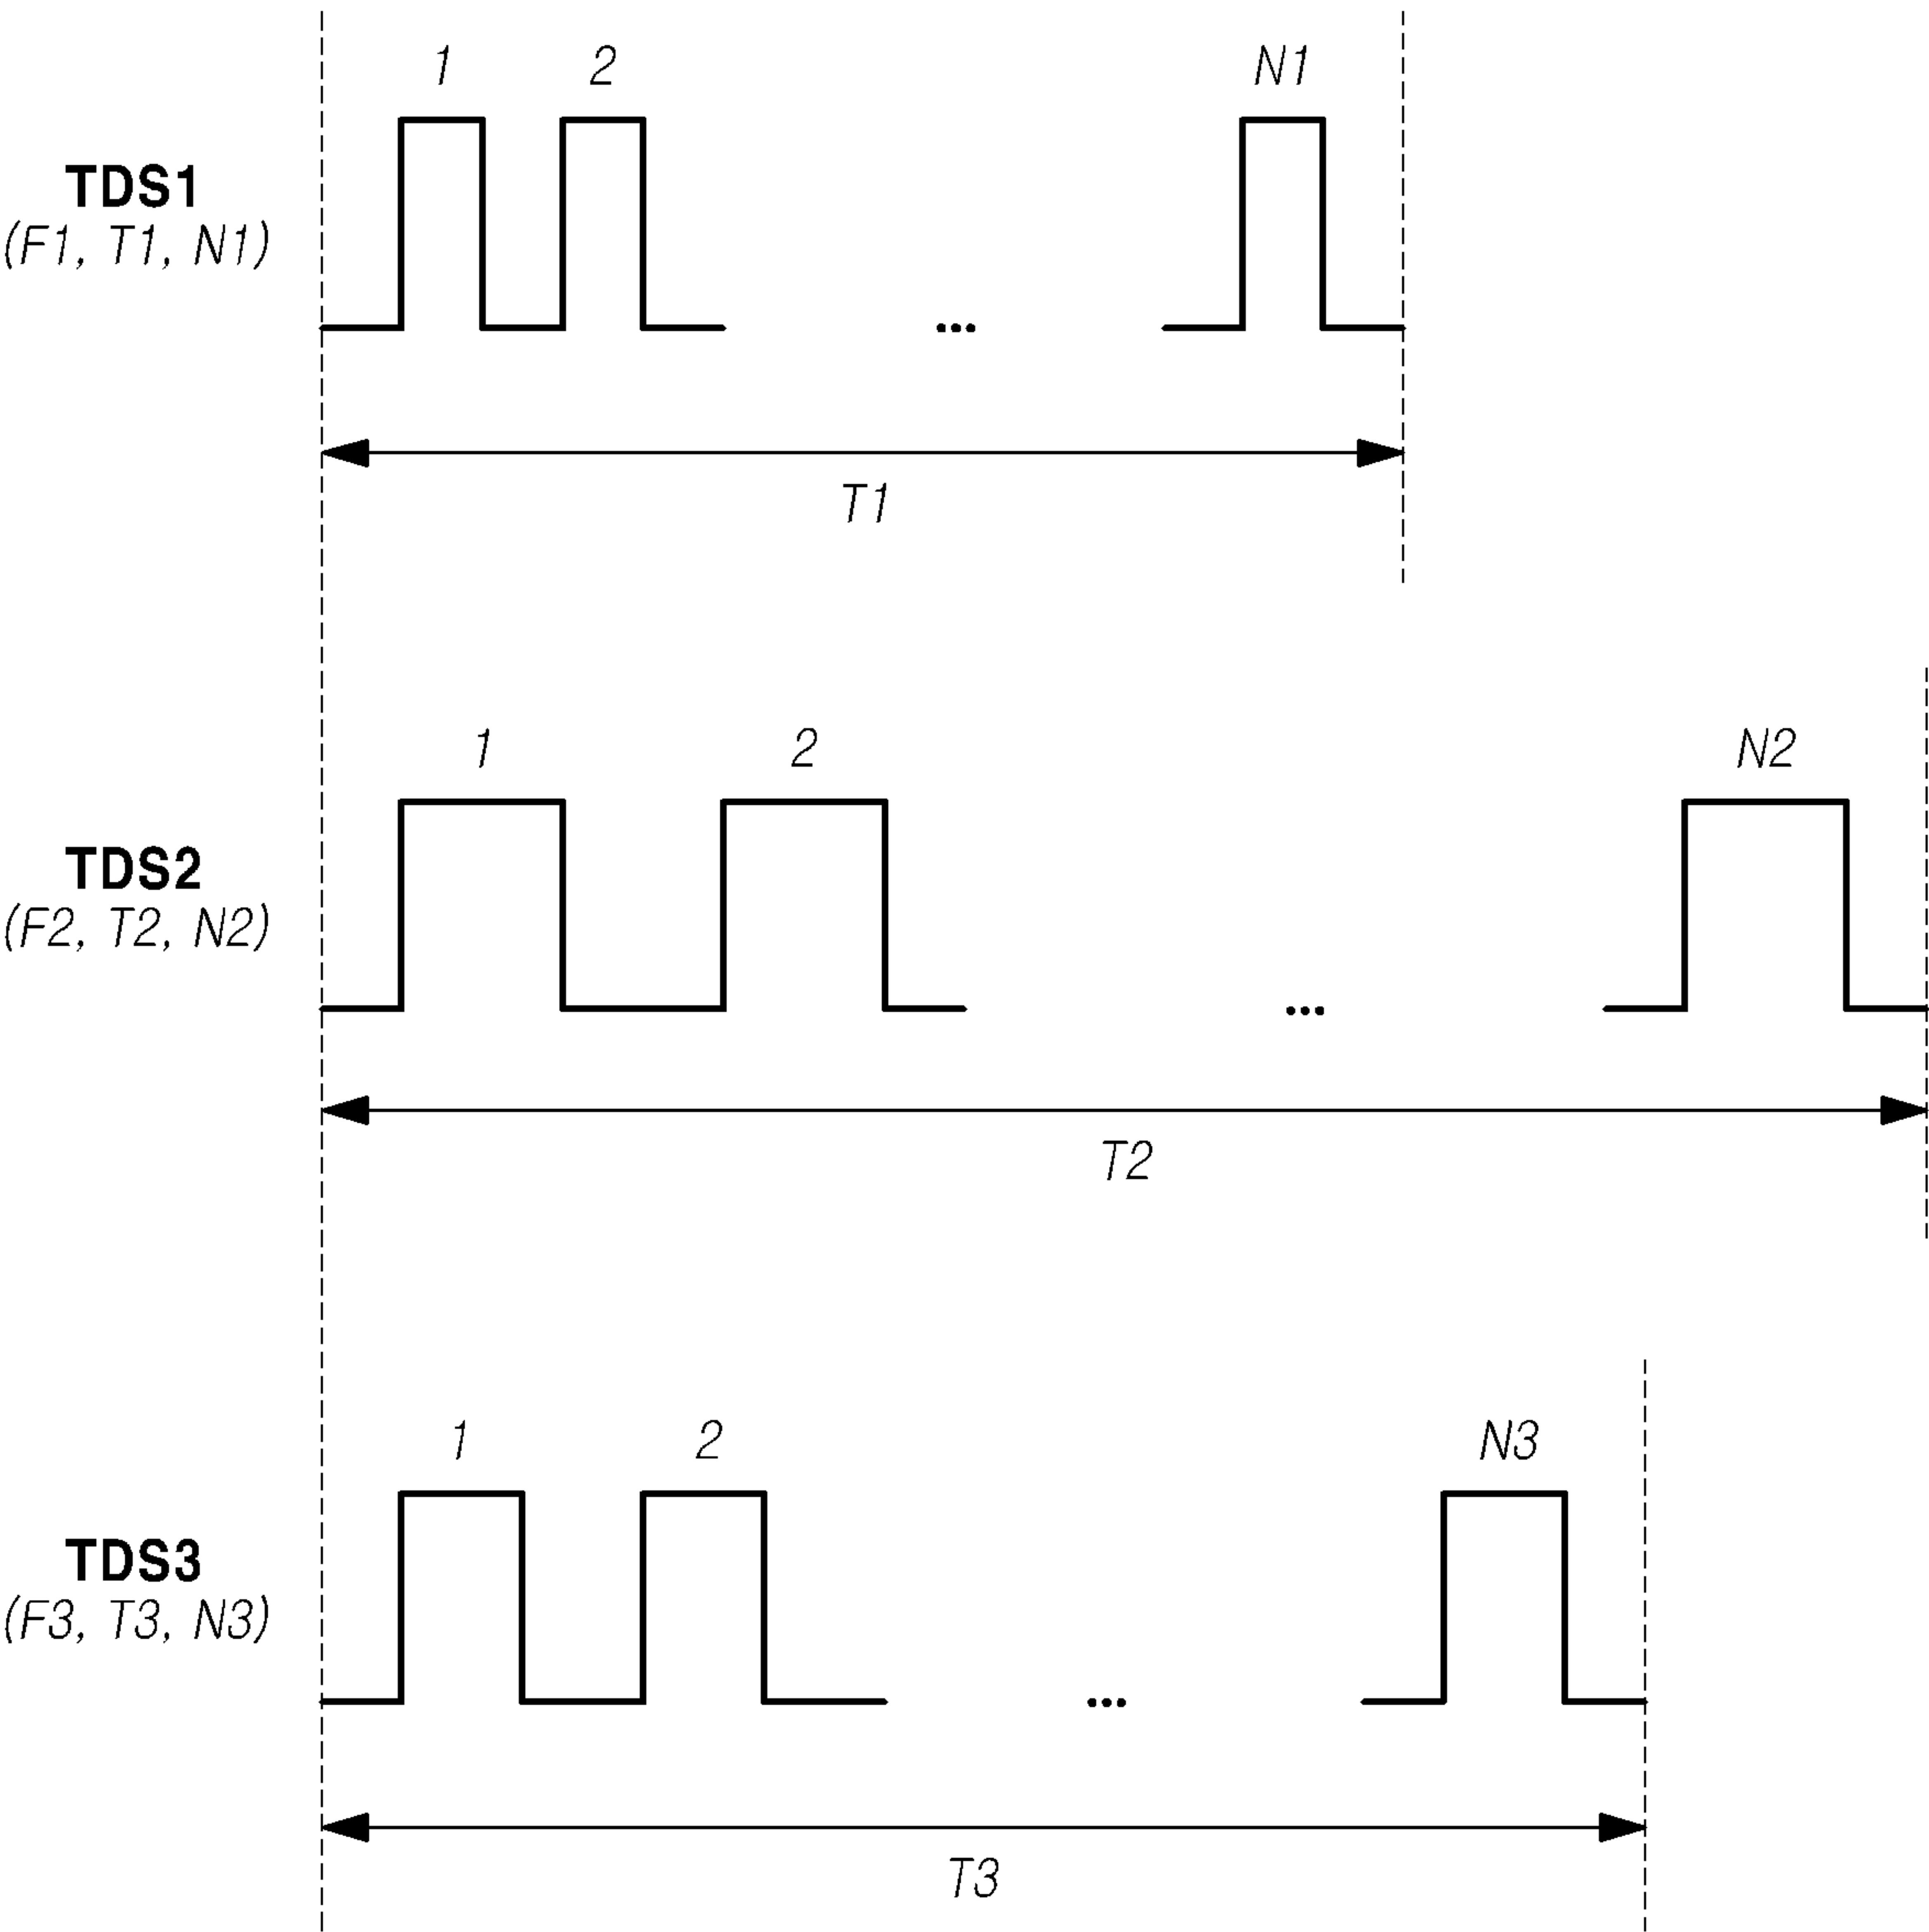 1 2 N1
TDS1
(F1, T1, N1)
...
T1
1 2 N2
TDS2
(F2, T2, N2)
...
T2
1 2 N3
TDS3
(F3, T3, N3)
...
T3